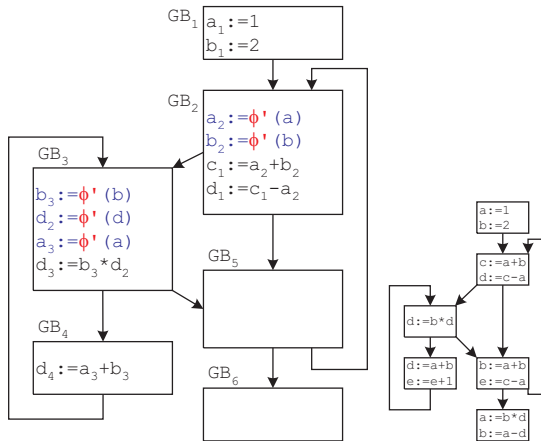 GB₁
a₁:=1
b₁:=2
GB₂
a₂:=ϕ'(a)
b₂:=ϕ'(b)
c₁:=a₂+b₂
d₁:=c₁-a₂
GB₃
b₃:=ϕ'(b)
d₂:=ϕ'(d)
a₃:=ϕ'(a)
d₃:=b₃*d₂
GB₅
GB₄
d₄:=a₃+b₃
GB₆
a:=1
b:=2
c:=a+b
d:=c-a
d:=b*d
d:=a+b
e:=e+1
b:=a+b
e:=c-a
a:=b*d
b:=a-d